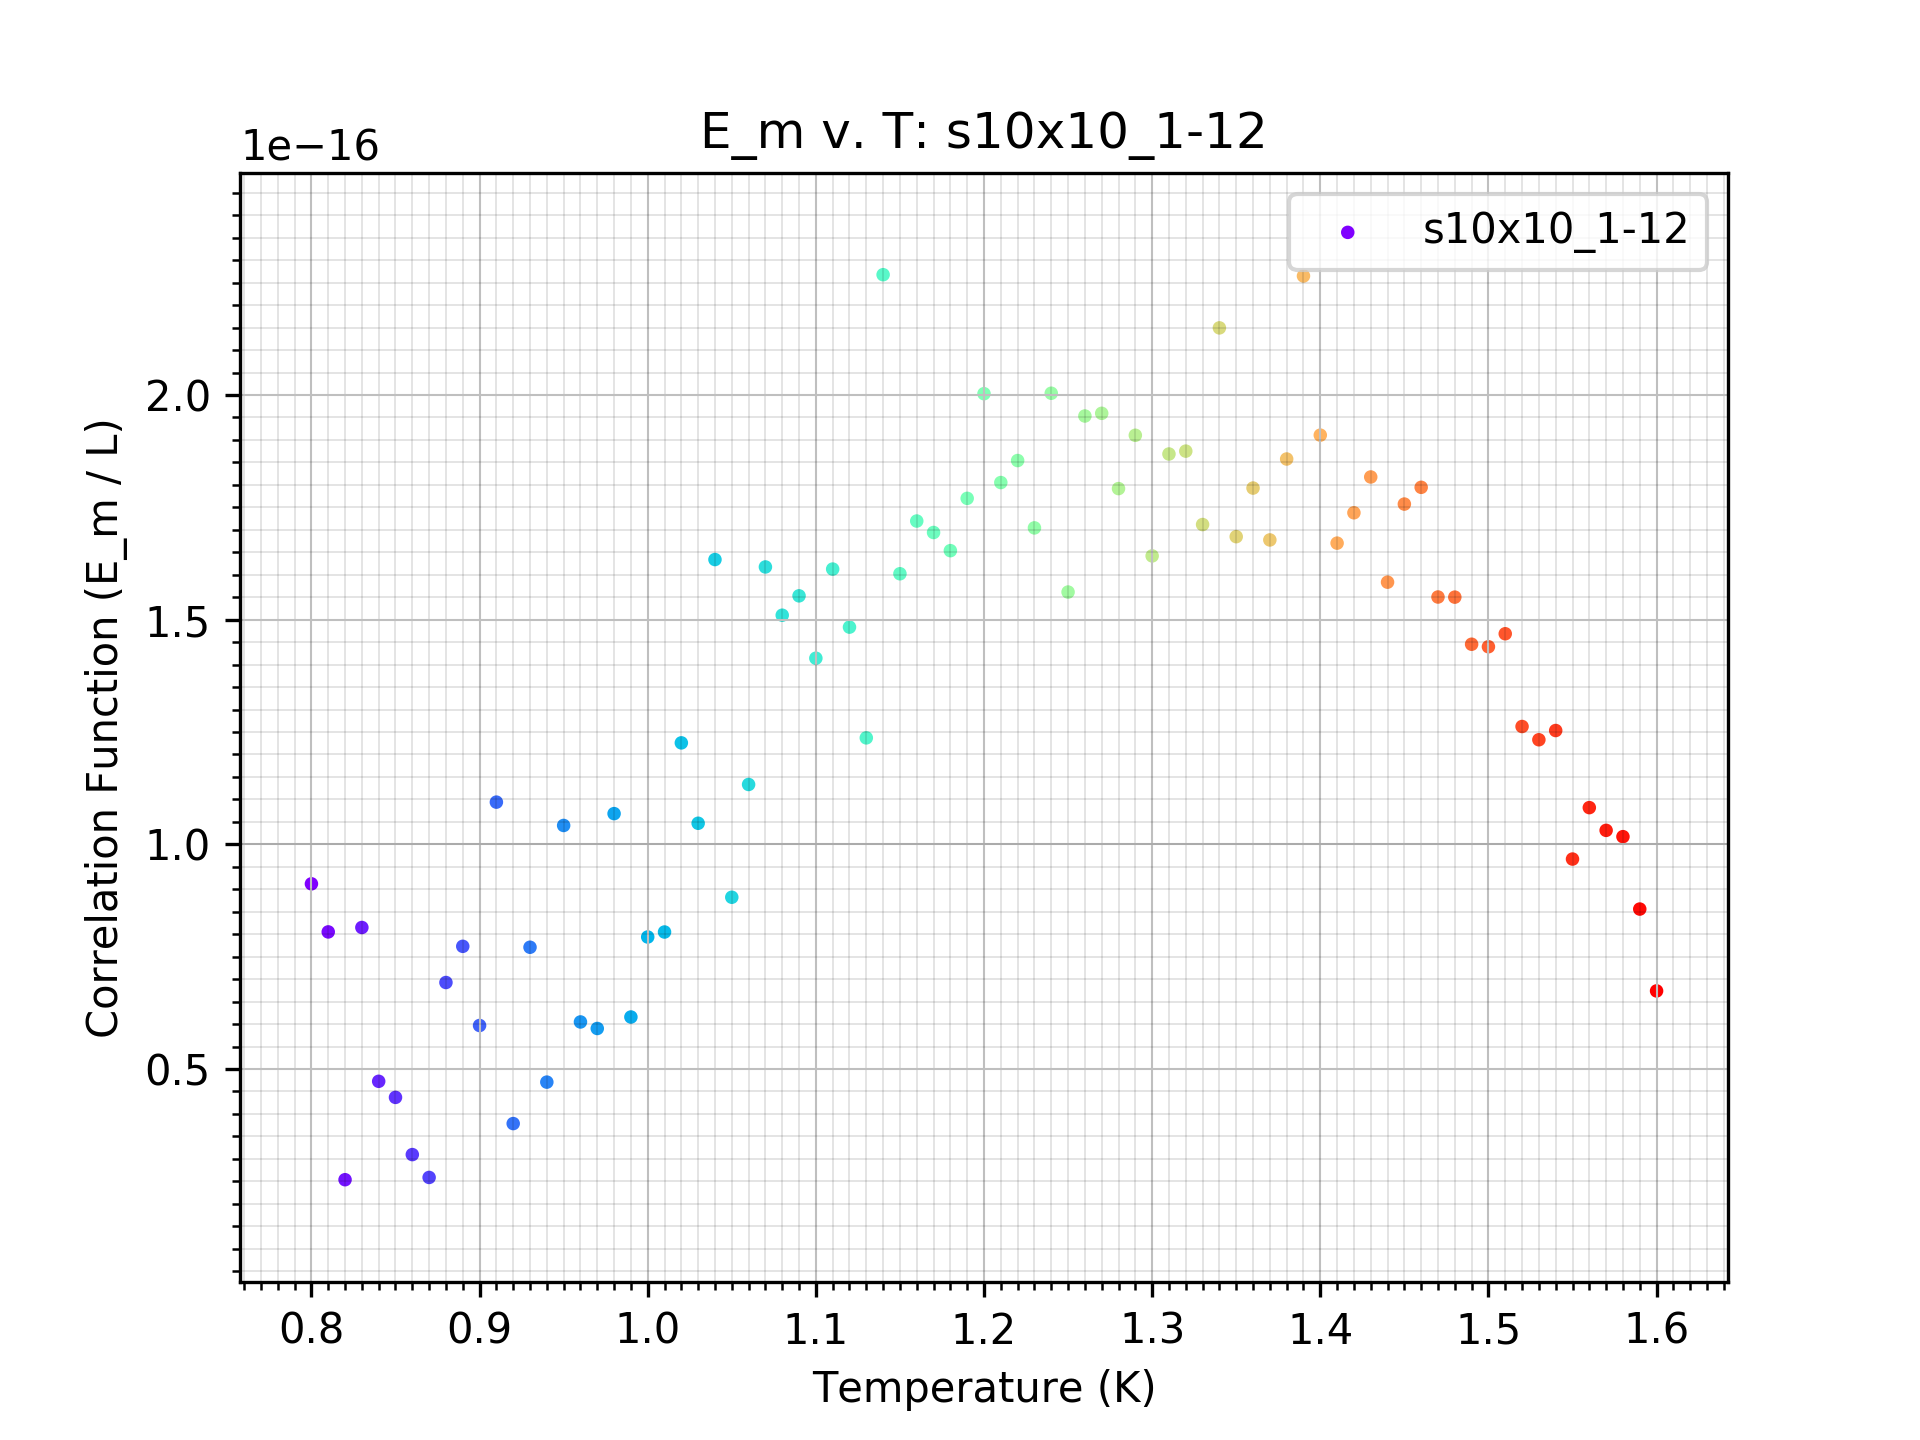 E_m v. T: s10x10_1-12
1e−16
s10x10_1-12
2.0
1.5
1.0
0.5
Correlation Function (E_m / L)
0.8 0.9 1.0 1.1 1.2 1.3 1.4 1.5 1.6
Temperature (K)